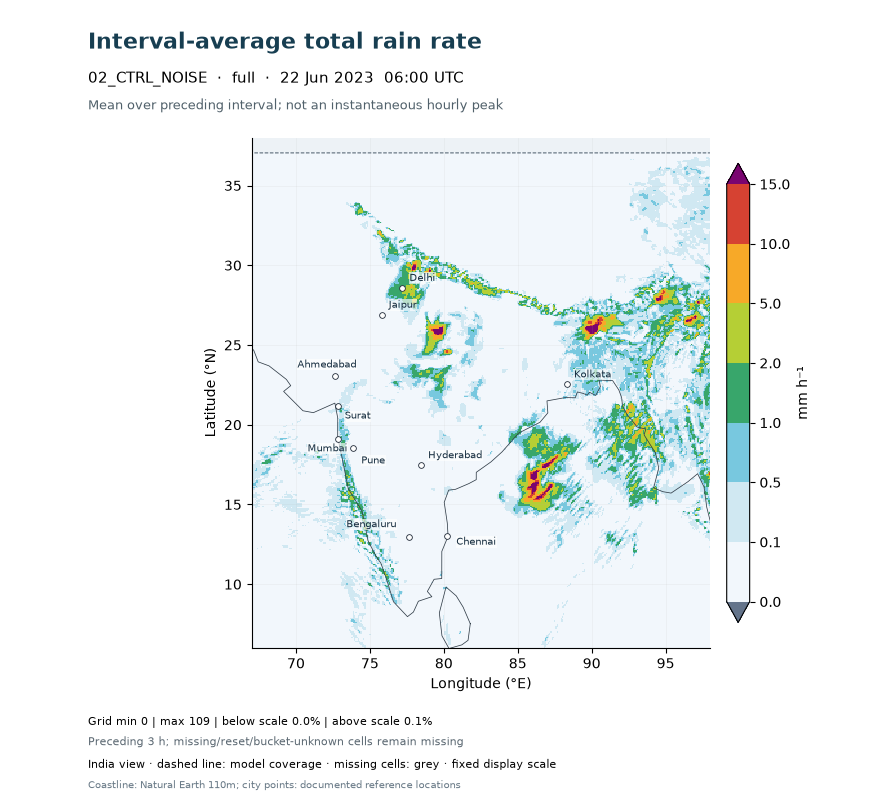 Interval-average total rain rate
02_CTRL_NOISE · full · 22 Jun 2023 06:00 UTC
Mean over preceding interval; not an instantaneous hourly peak
35
30
25
20
15
10
Latitude (°N)
70
75
80
85
90
95
Longitude (°E)
Delhi
Jaipur
Ahmedabad
Kolkata
Surat
Mumbai
Pune
Hyderabad
Bengaluru
Chennai
15.0
10.0
5.0
2.0
1.0
0.5
0.1
0.0
mm h⁻¹
Grid min 0 | max 109 | below scale 0.0% | above scale 0.1%
Preceding 3 h; missing/reset/bucket-unknown cells remain missing
India view · dashed line: model coverage · missing cells: grey · fixed display scale
Coastline: Natural Earth 110m; city points: documented reference locations